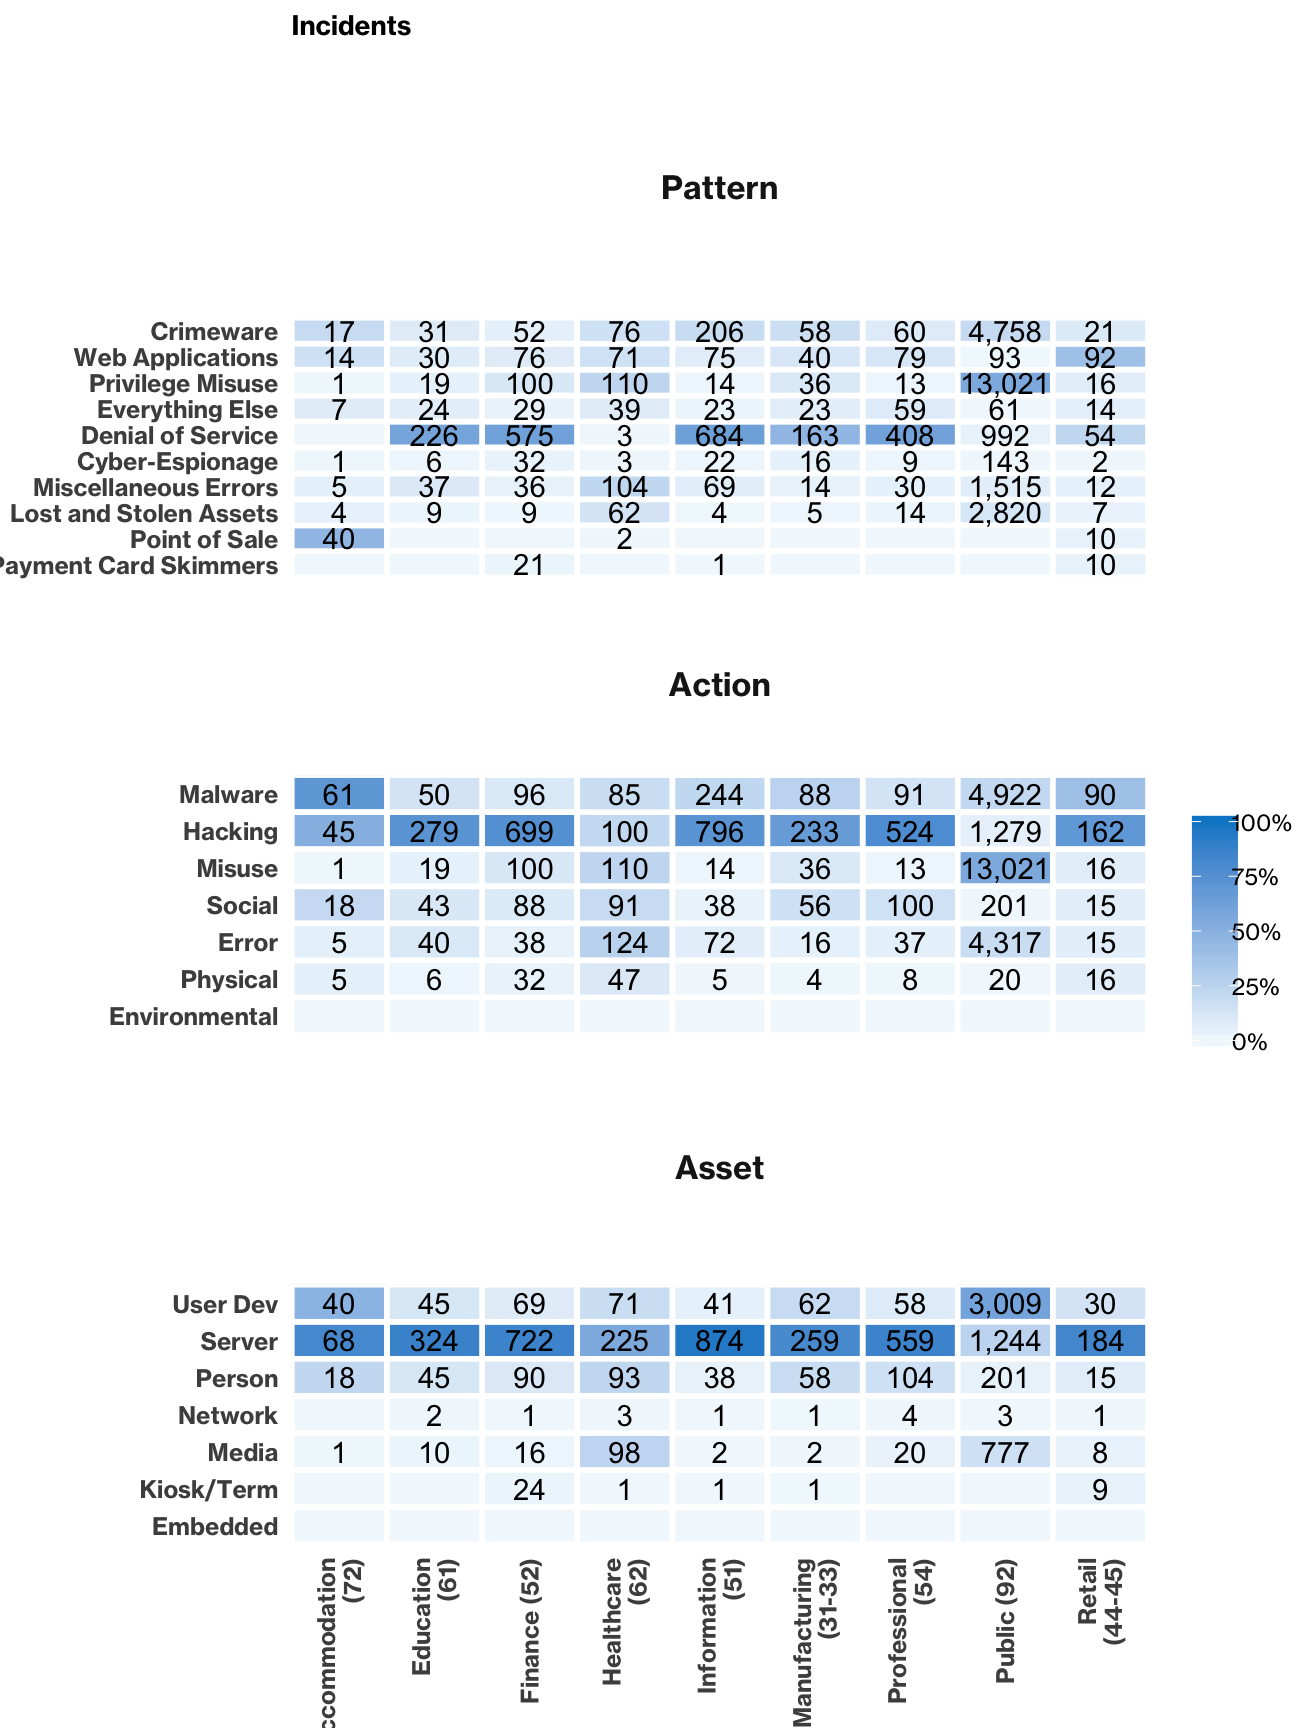 Incidents
Pattern
Crimeware 17 31 52 76 206 58 60 4,758 21
Web Applications 14 30 76 71 75 40 79 93 92
Privilege Misuse 1 19 100 110 14 36 13 13,021 16
Everything Else 7 24 29 39 23 23 59 61 14
Denial of Service 226 575 3 684 163 408 992 54
Cyber-Espionage 1 6 32 3 22 16 9 143 2
Miscellaneous Errors 5 37 36 104 69 14 30 1,515 12
Lost and Stolen Assets 4 9 9 62 4 5 14 2,820 7
Point of Sale 40 2 10
Payment Card Skimmers 21 1 10
Action
Malware 61 50 96 85 244 88 91 4,922 90
Hacking 45 279 699 100 796 233 524 1,279 162
Misuse 1 19 100 110 14 36 13 13,021 16
Social 18 43 88 91 38 56 100 201 15
Error 5 40 38 124 72 16 37 4,317 15
Physical 5 6 32 47 5 4 8 20 16
Environmental
100%
75%
50%
25%
0%
Asset
User Dev 40 45 69 71 41 62 58 3,009 30
Server 68 324 722 225 874 259 559 1,244 184
Person 18 45 90 93 38 58 104 201 15
Network 2 1 3 1 1 4 3 1
Media 1 10 16 98 2 2 20 777 8
Kiosk/Term 24 1 1 1 9
Embedded
ccommodation
(72)
Education
(61)
Finance (52)
Healthcare
(62)
Information
(51)
Manufacturing
(31-33)
Professional
(54)
Public (92)
Retail
(44-45)